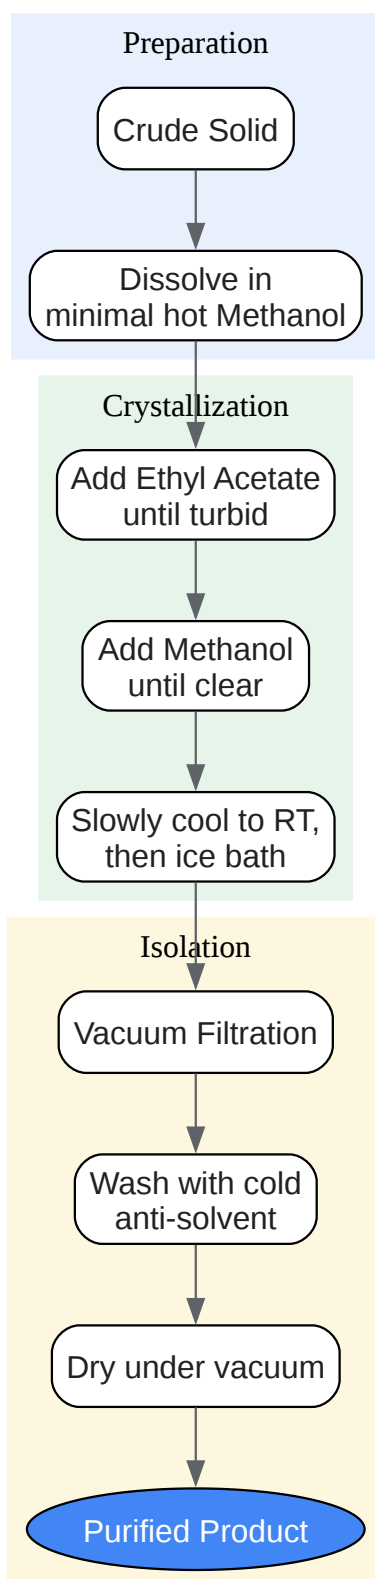 Preparation
Crude Solid
Dissolve in
minimal hot Methanol
Crystallization
Add Ethyl Acetate
until turbid
Add Methanol
until clear
Slowly cool to RT,
then ice bath
Isolation
Vacuum Filtration
Wash with cold
anti-solvent
Dry under vacuum
Purified Product